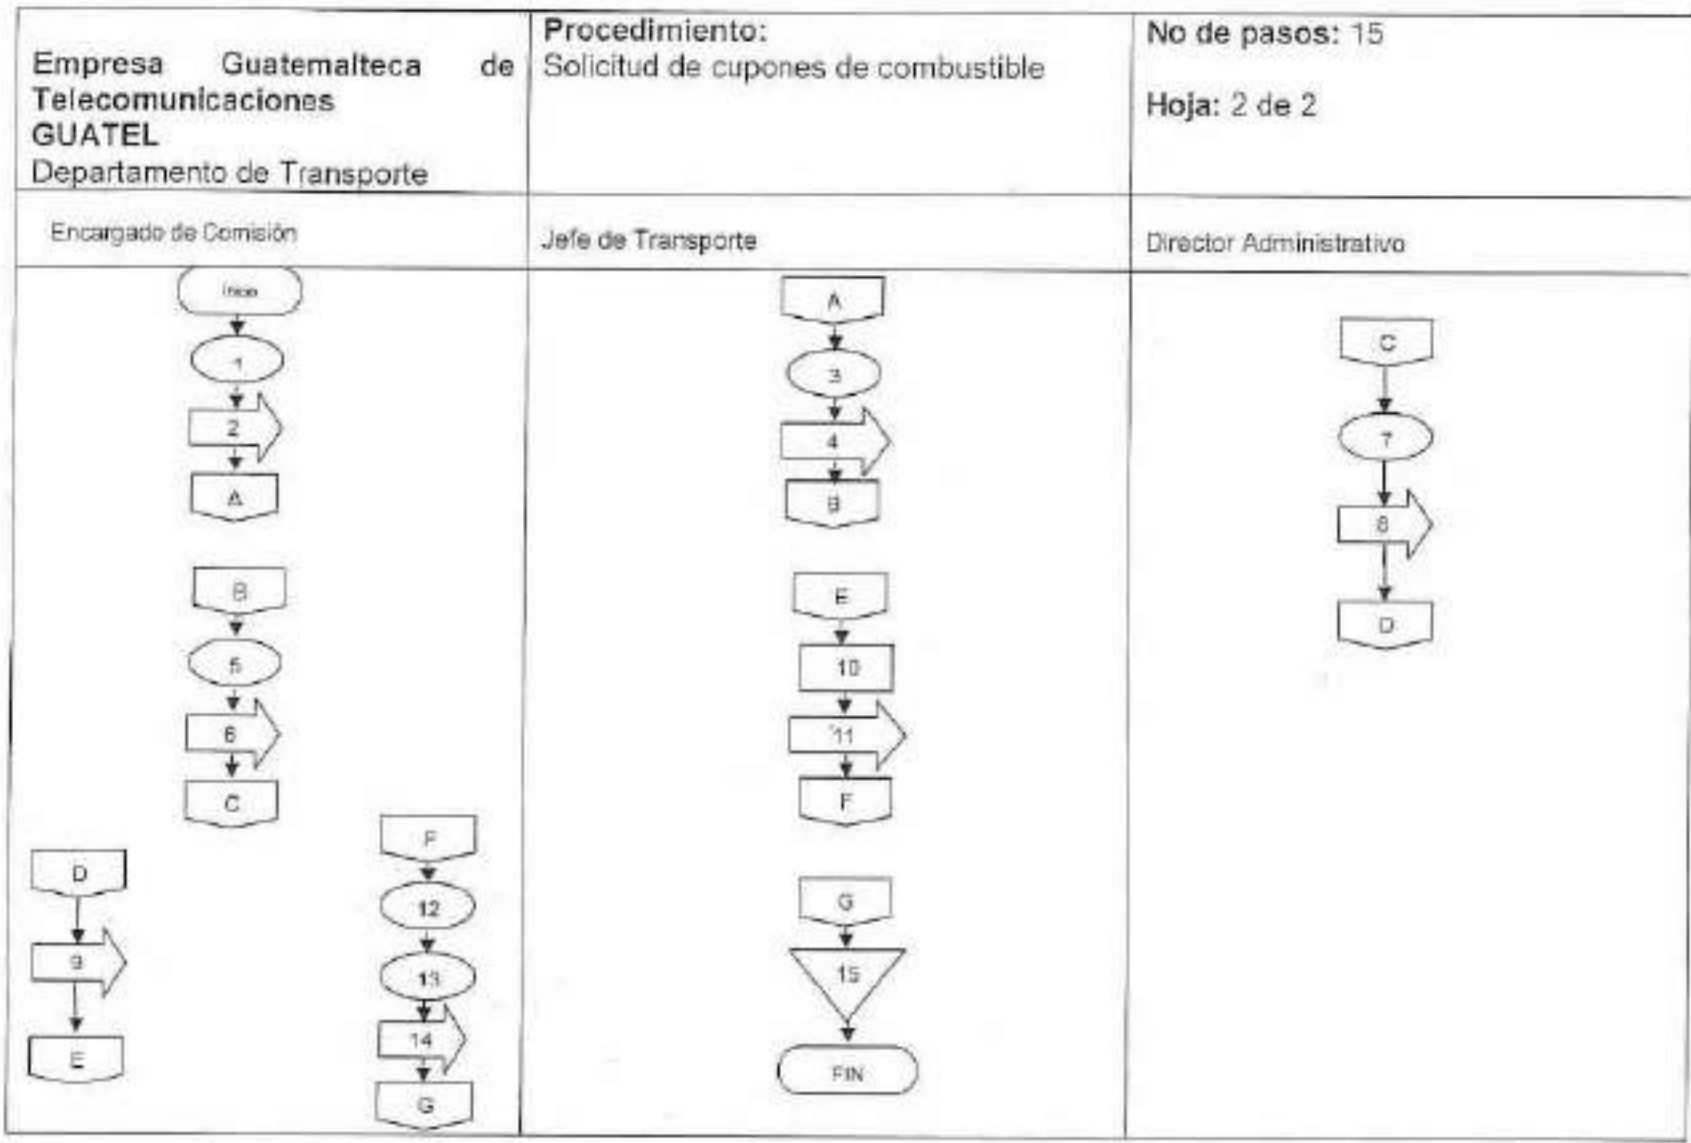 Empresa Guatemalteca de
Telecomunicaciones
GUATEL
Departamento de Transporte
Procedimiento:
Solicitud de cupones de combustible
No de pasos: 15
Hoja: 2 de 2
Encargado de Comisión
Jefe de Transporte
Director Administrativo
Inicio
1
2
A
B
5
6
C
D
9
E
F
12
13
14
G
A
3
4
B
E
10
11
F
G
15
FIN
C
7
8
D